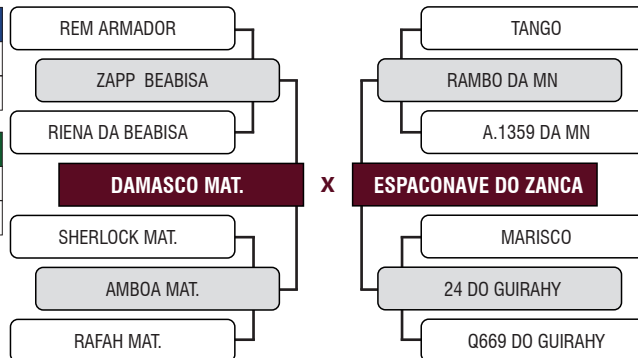 REM ARMADOR
ZAPP BEABISA
RIENA DA BEABISA
DAMASCO MAT.
SHERLOCK MAT.
AMBOA MAT.
RAFAH MAT.
X
TANGO
RAMBO DA MN
A.1359 DA MN
ESPACONAVE DO ZANCA
MARISCO
24 DO GUIRAHY
Q669 DO GUIRAHY